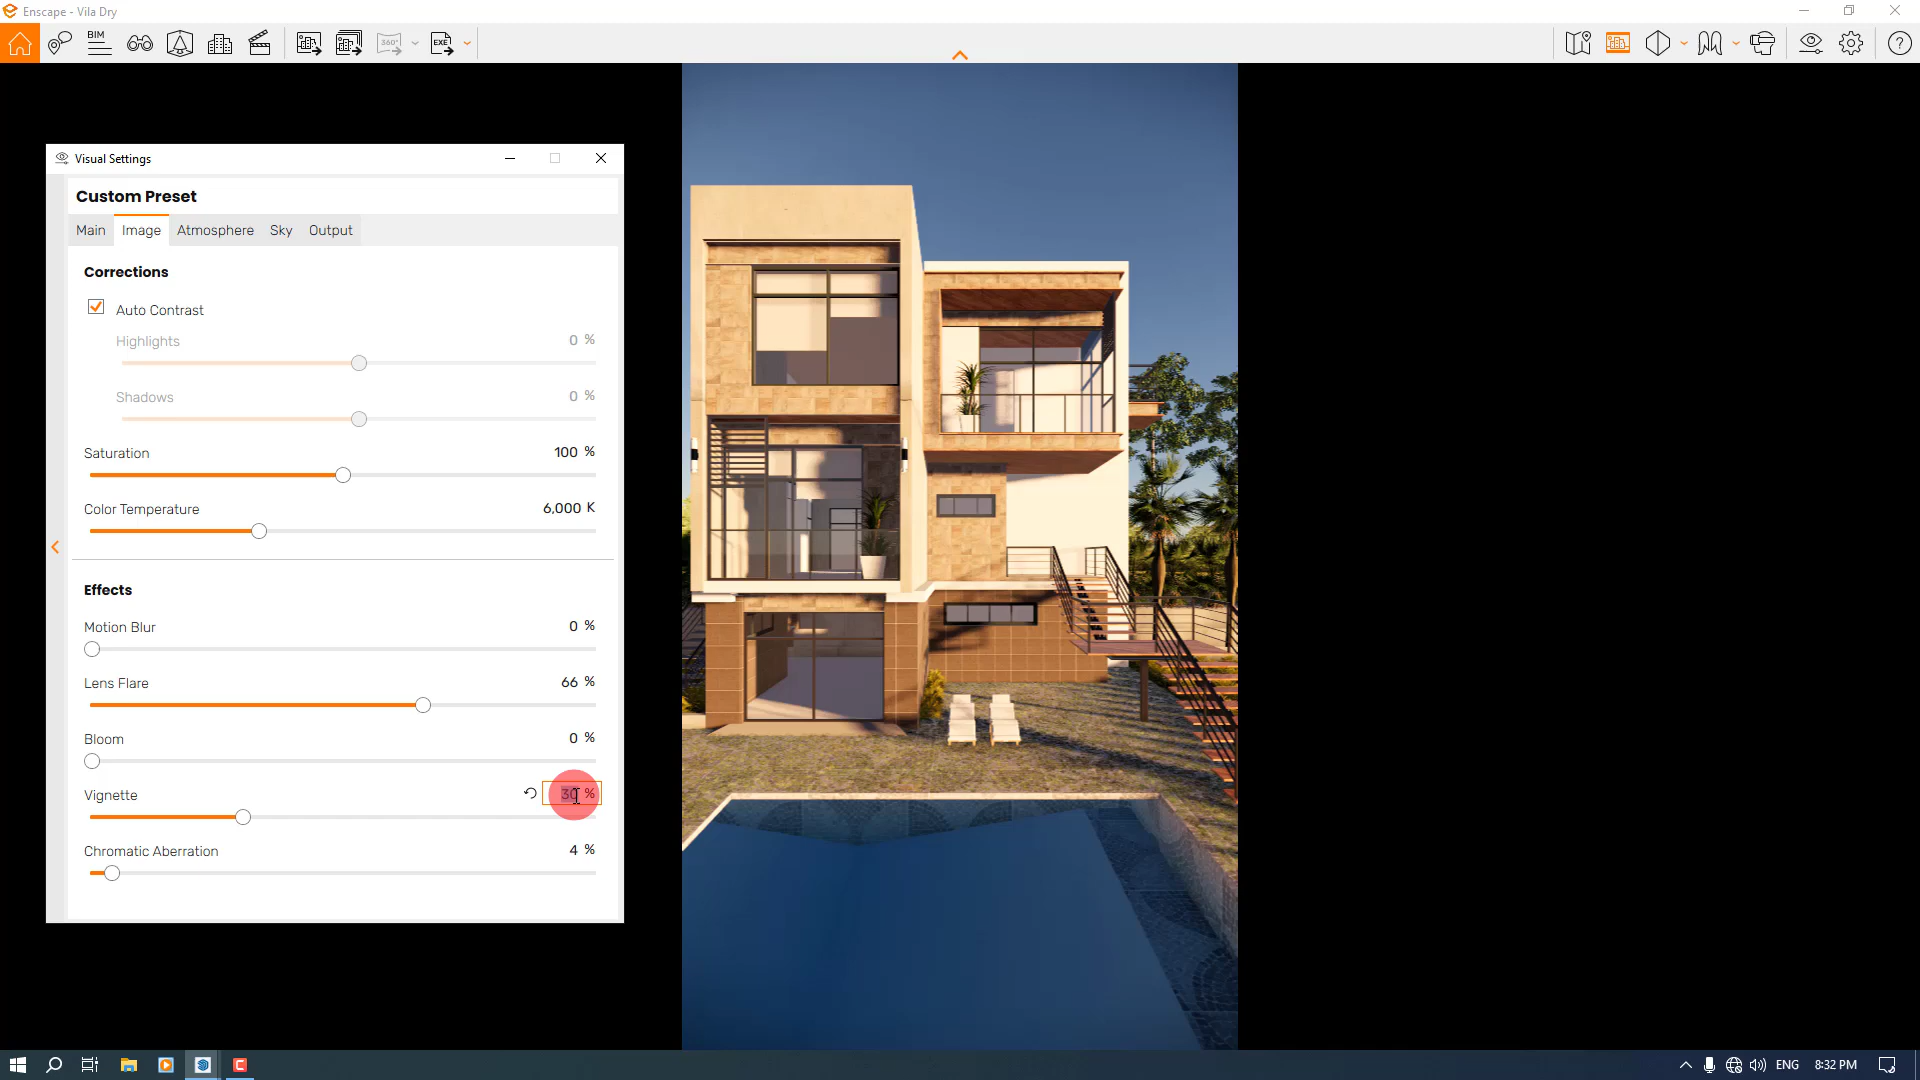 Enscape - Vila Dry
BIM
360°
EXE
Visual Settings
Custom Preset
Main Image Atmosphere Sky Output
Corrections
Auto Contrast
Highlights 0 %
Shadows 0 %
Saturation 100 %
Color Temperature 6,000 K
Effects
Motion Blur 0 %
Lens Flare 66 %
Bloom 0 %
Vignette 30 %
Chromatic Aberration 4 %
ENG 8:32 PM